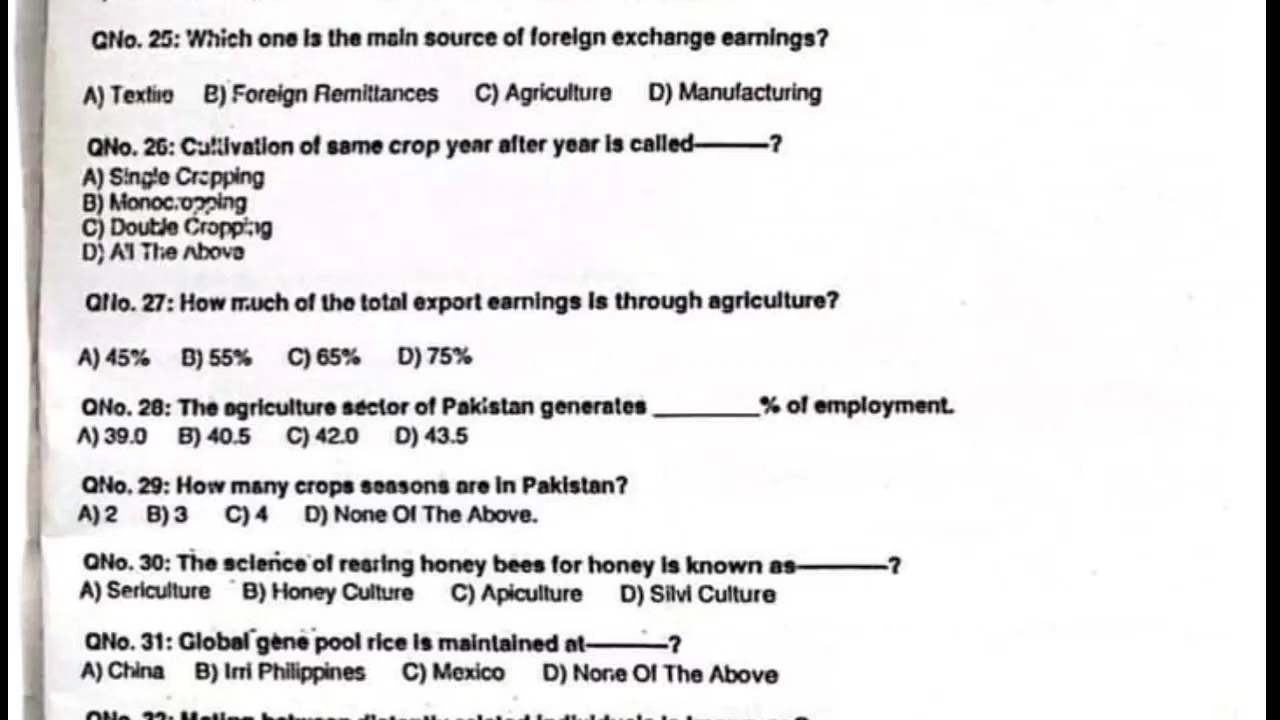 QNo. 25: Which one is the main source of foreign exchange earnings?
A) Textile B) Foreign Remittances C) Agriculture D) Manufacturing
QNo. 26: Cultivation of same crop year after year is called———?
A) Single Cropping
B) Monocropping
C) Double Cropping
D) All The Above
QNo. 27: How much of the total export earnings is through agriculture?
A) 45% B) 55% C) 65% D) 75%
QNo. 28: The agriculture sector of Pakistan generates _________% of employment.
A) 39.0 B) 40.5 C) 42.0 D) 43.5
QNo. 29: How many crops seasons are in Pakistan?
A) 2 B) 3 C) 4 D) None Of The Above.
QNo. 30: The science of rearing honey bees for honey is known as———?
A) Sericulture B) Honey Culture C) Apiculture D) Silvi Culture
QNo. 31: Global gene pool rice is maintained at———?
A) China B) Irri Philippines C) Mexico D) None Of The Above